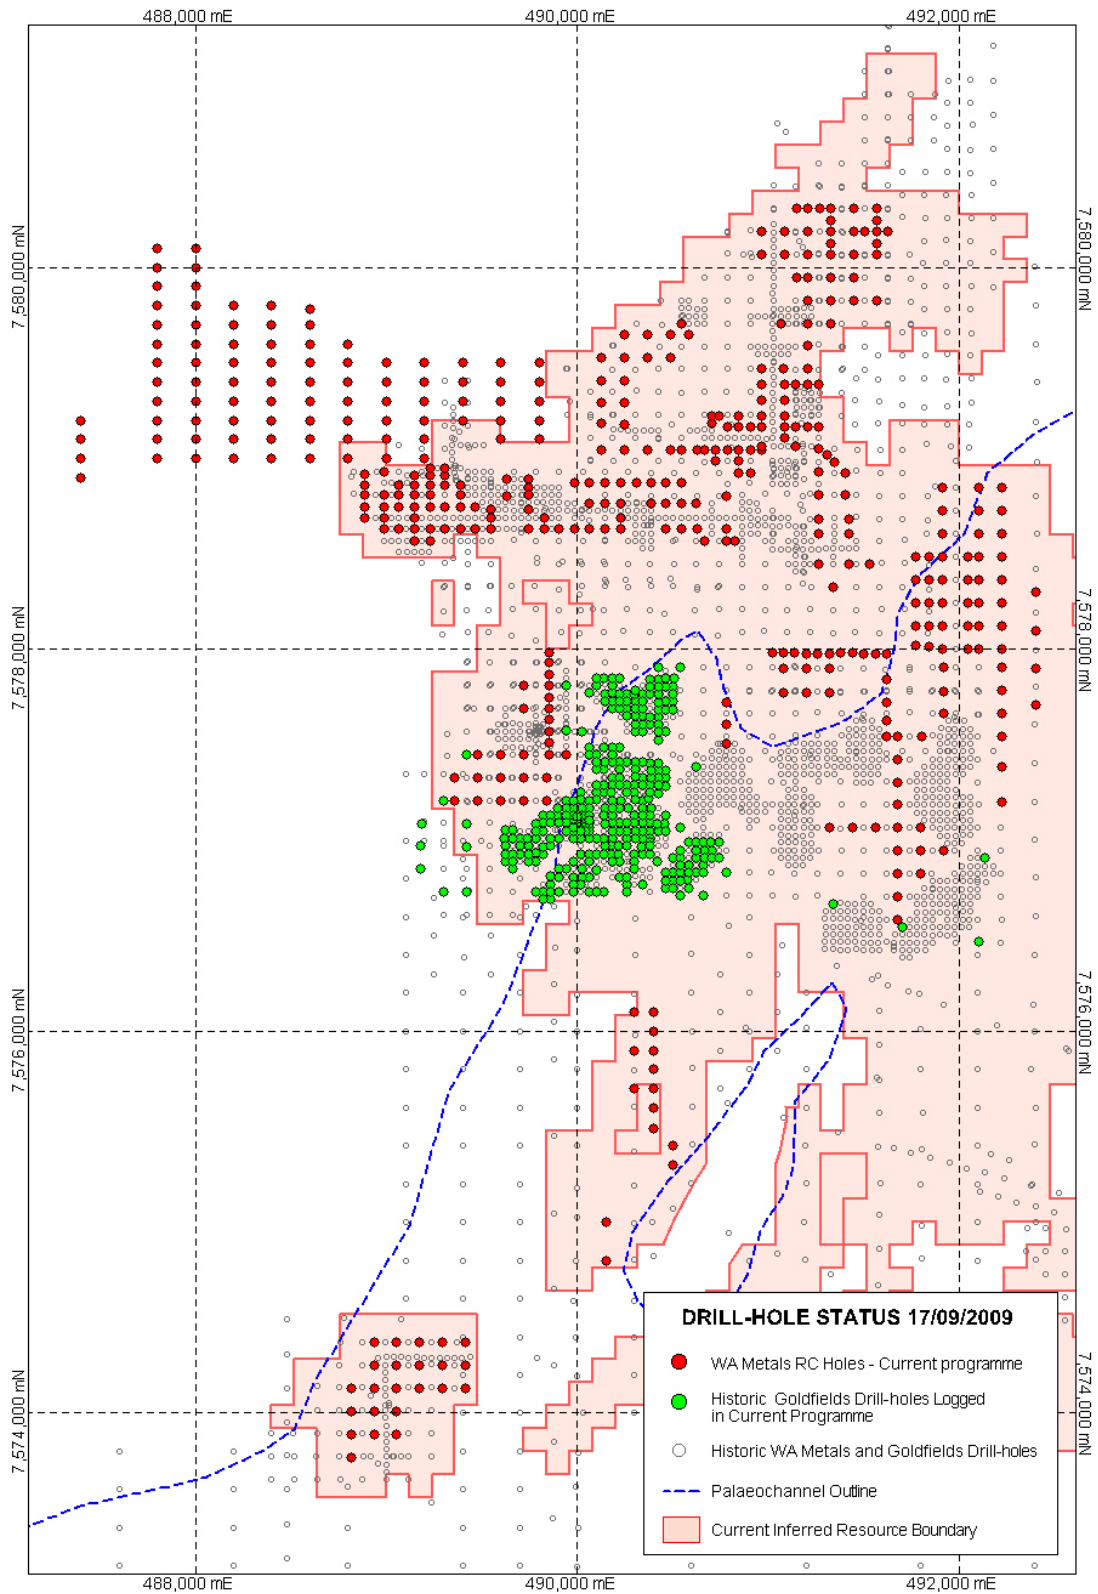 488,000 mE
490,000 mE
492,000 mE
7,580,000 mN
7,580,000 mN
7,578,000 mN
7,578,000 mN
7,576,000 mN
7,576,000 mN
7,574,000 mN
7,574,000 mN
DRILL-HOLE STATUS 17/09/2009
WA Metals RC Holes - Current programme
Historic Goldfields Drill-holes Logged
in Current Programme
Historic WA Metals and Goldfields Drill-holes
Palaeochannel Outline
Current Inferred Resource Boundary
488,000 mE
490,000 mE
492,000 mE